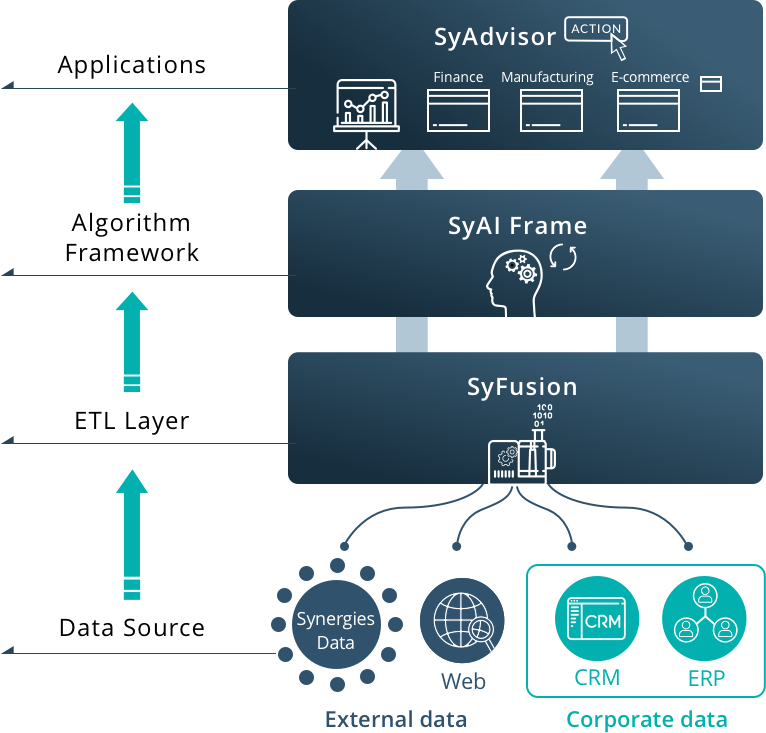 SyAdvisor
ACTION
Applications
Finance
Manufacturing
E-commerce
Algorithm
Framework
SyAI Frame
SyFusion
100
1010
01
ETL Layer
Data Source
Synergies
Data
CRM
Web
CRM
ERP
External data
Corporate data